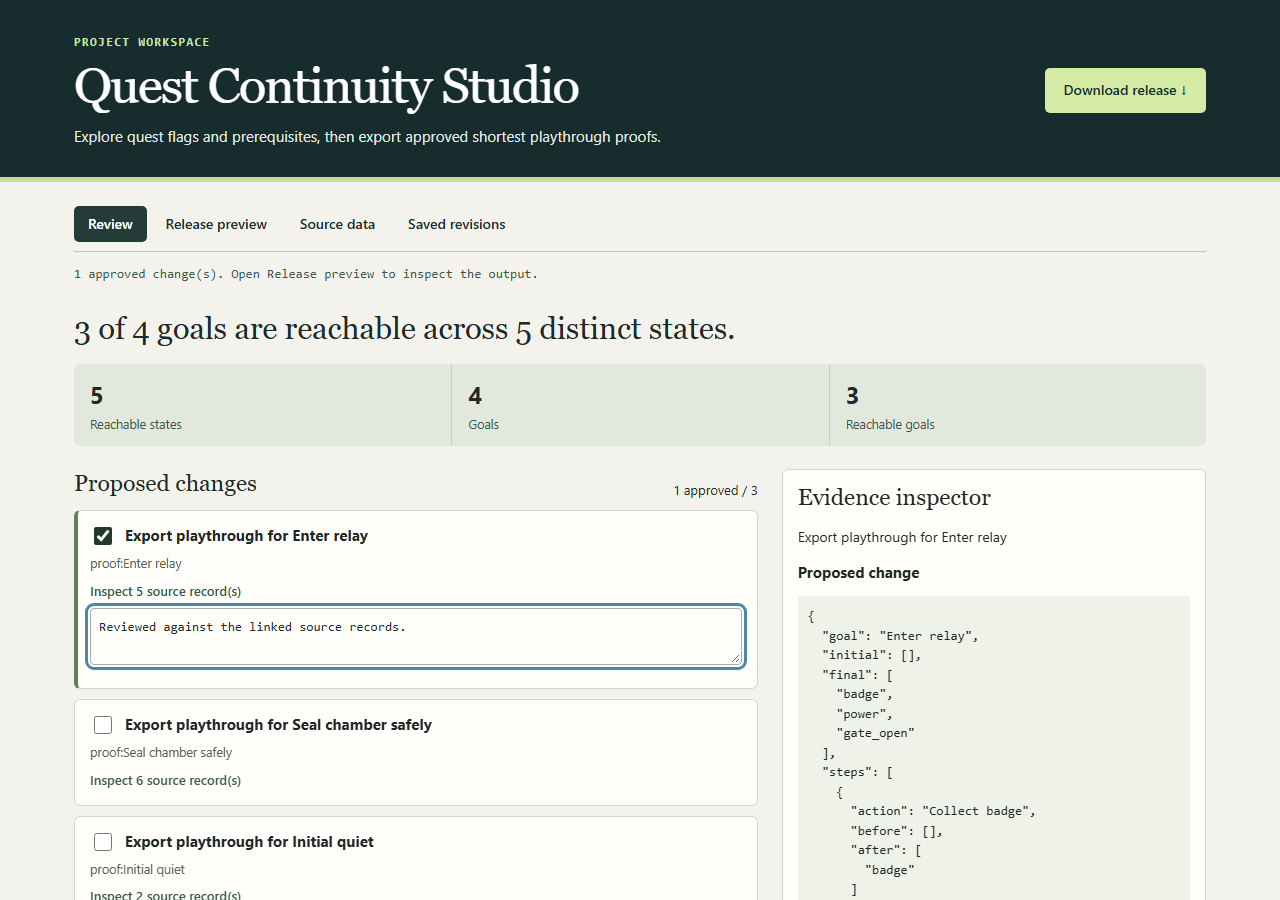 PROJECT WORKSPACE
Quest Continuity Studio
Explore quest flags and prerequisites, then export approved shortest playthrough proofs.
Download release ↓
Review
Release preview
Source data
Saved revisions
1 approved change(s). Open Release preview to inspect the output.
3 of 4 goals are reachable across 5 distinct states.
5
Reachable states
4
Goals
3
Reachable goals
Proposed changes
1 approved / 3
Export playthrough for Enter relay
proof:Enter relay
Inspect 5 source record(s)
Reviewed against the linked source records.
Export playthrough for Seal chamber safely
proof:Seal chamber safely
Inspect 6 source record(s)
Export playthrough for Initial quiet
proof:Initial quiet
Inspect 2 source record(s)
Evidence inspector
Export playthrough for Enter relay
Proposed change
{
  "goal": "Enter relay",
  "initial": [],
  "final": [
    "badge",
    "power",
    "gate_open"
  ],
  "steps": [
    {
      "action": "Collect badge",
      "before": [],
      "after": [
        "badge"
      ]